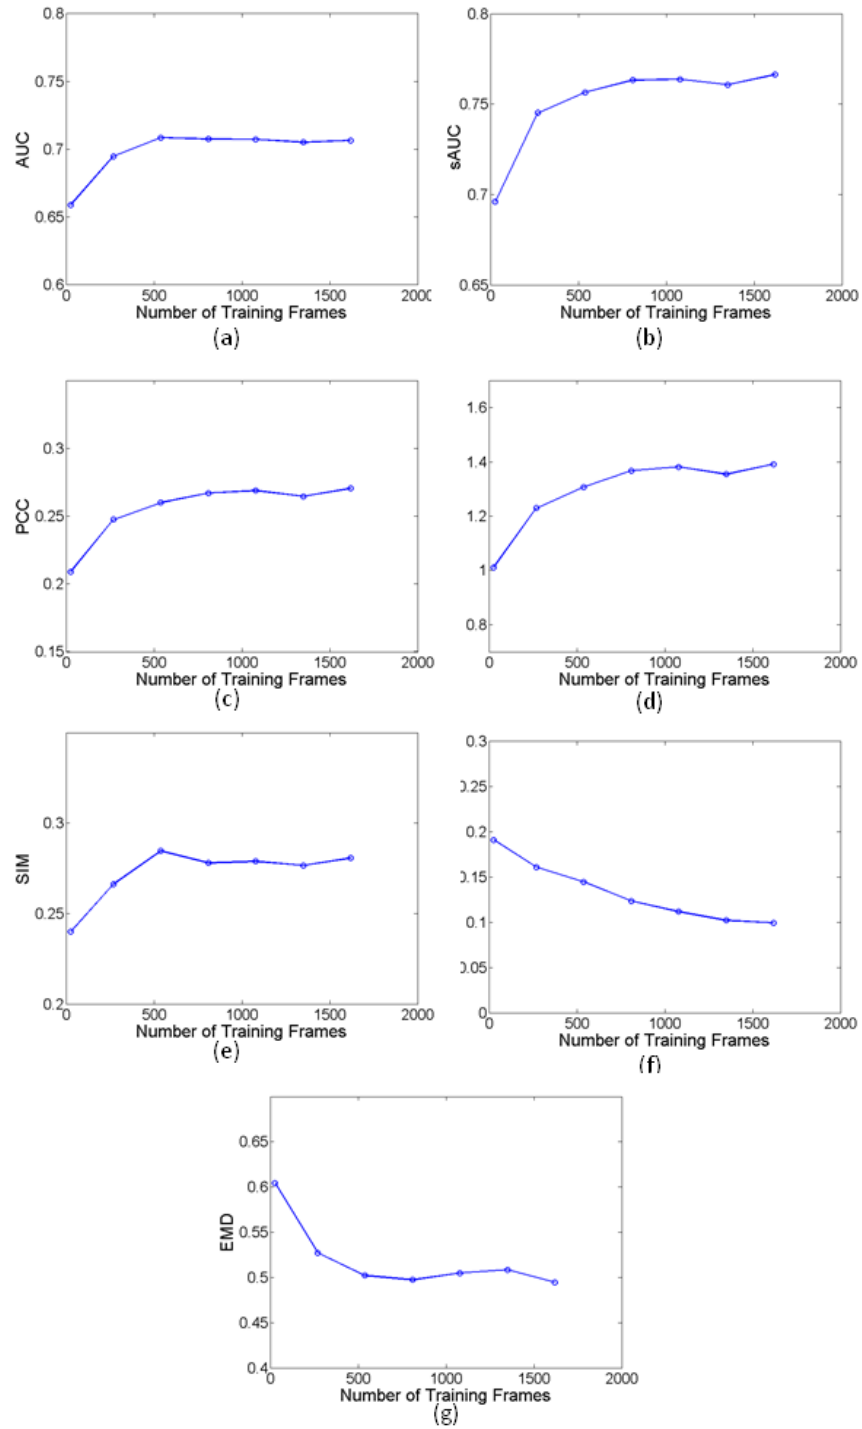 0.8
0.75
0.7
0.65
0.6
AUC
0 500 1000 1500 2000
Number of Training Frames
(a)
0.8
0.75
0.7
0.65
sAUC
0 500 1000 1500 2000
Number of Training Frames
(b)
0.3
0.25
0.2
0.15
PCC
0 500 1000 1500 2000
Number of Training Frames
(c)
1.6
1.4
1.2
1
0.8
0 500 1000 1500 2000
Number of Training Frames
(d)
0.3
0.25
0.2
SIM
0 500 1000 1500 2000
Number of Training Frames
(e)
0.3
0.25
0.2
0.15
0.1
0.05
0
0 500 1000 1500 2000
Number of Training Frames
(f)
0.65
0.6
0.55
0.5
0.45
0.4
EMD
0 500 1000 1500 2000
Number of Training Frames
(g)